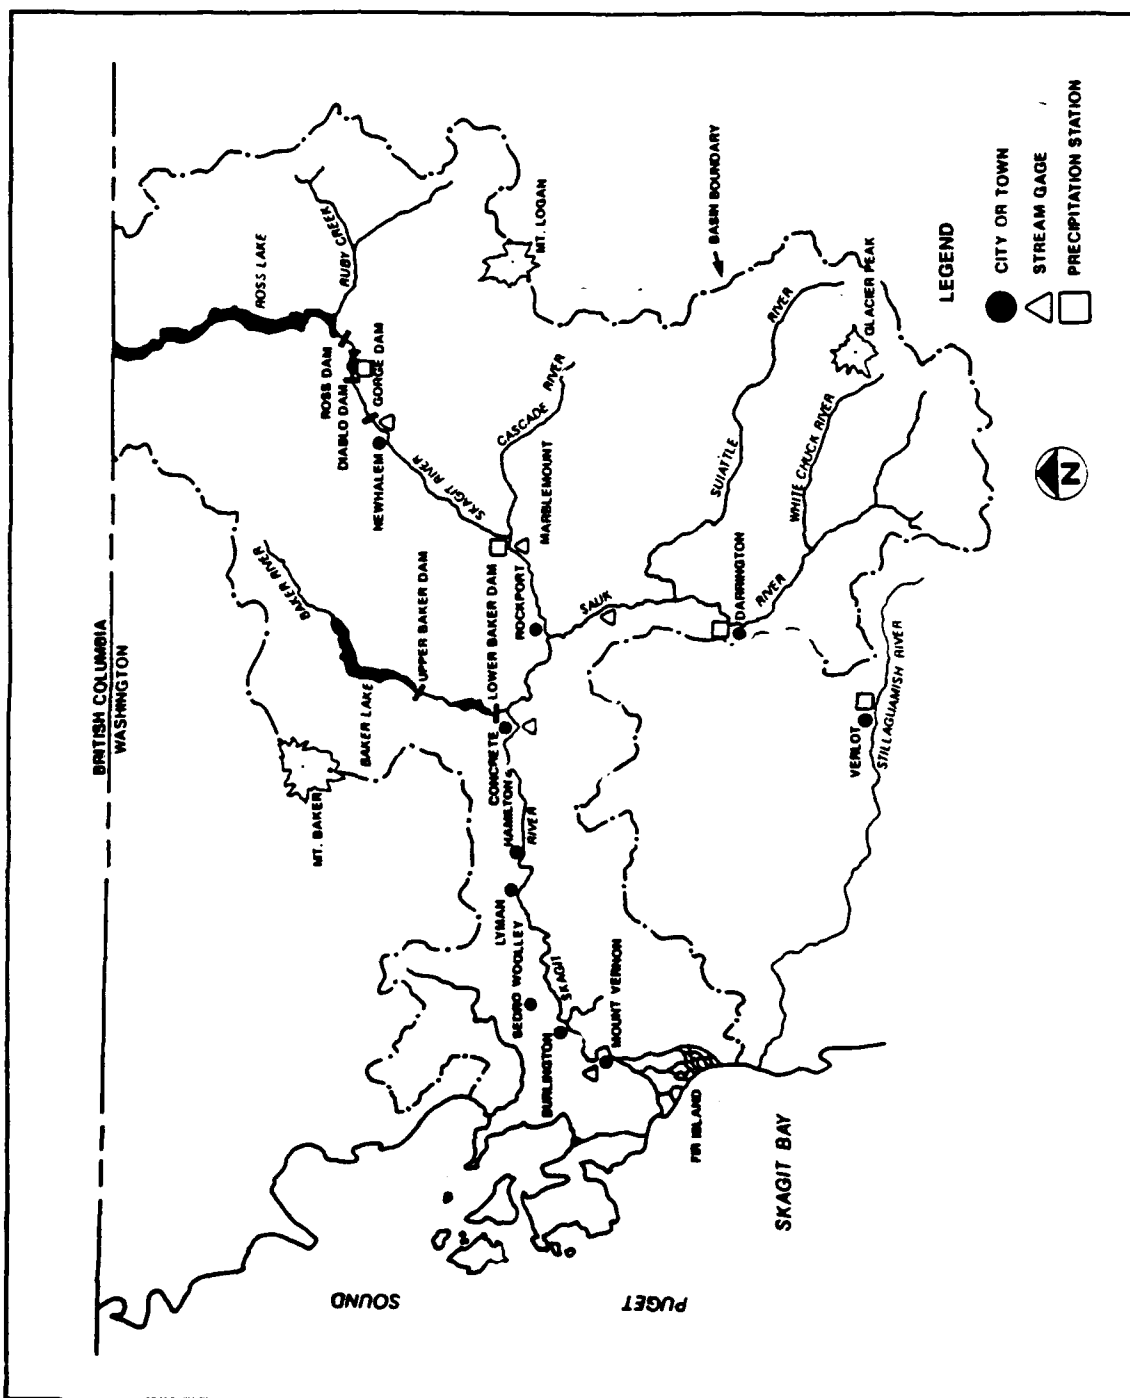 BRITISH COLUMBIA
WASHINGTON
ROSS LAKE
RUBY CREEK
ROSS DAM
DIABLO DAM
GORGE DAM
NEWHALEM
SKAGIT RIVER
BAKER RIVER
UPPER BAKER DAM
BAKER LAKE
MT. BAKER
LOWER BAKER DAM
CONCRETE
HAMILTON
RIVER
LYMAN
SEDRO WOOLLEY
SKAGIT
BURLINGTON
MOUNT VERNON
FIR ISLAND
SKAGIT BAY
PUGET
SOUND
ROCKPORT
MARBLEMOUNT
CASCADE RIVER
MT. LOGAN
BASIN BOUNDARY
SAUK
RIVER
DARRINGTON
SUIATTLE
RIVER
WHITE CHUCK RIVER
GLACIER PEAK
VERLOT
STILLAGUAMISH RIVER
N
LEGEND
CITY OR TOWN
STREAM GAGE
PRECIPITATION STATION